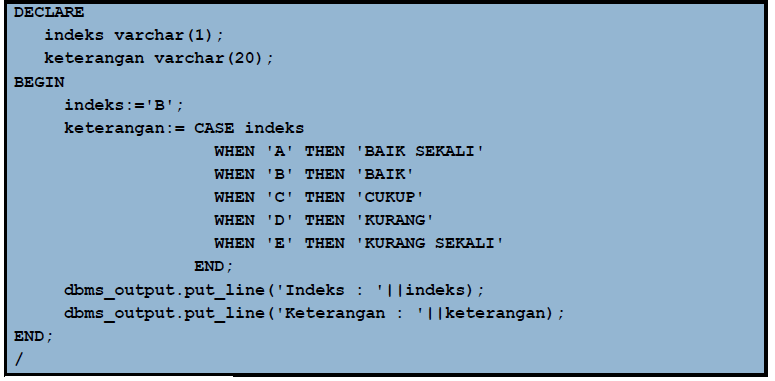 DECLARE
indeks varchar(1);
keterangan varchar(20);
BEGIN
indeks:='B';
keterangan:= CASE indeks
WHEN 'A' THEN 'BAIK SEKALI'
WHEN 'B' THEN 'BAIK'
WHEN 'C' THEN 'CUKUP'
WHEN 'D' THEN 'KURANG'
WHEN 'E' THEN 'KURANG SEKALI'
END;
dbms_output.put_line('Indeks : '||indeks);
dbms_output.put_line('Keterangan : '||keterangan);
END;
/